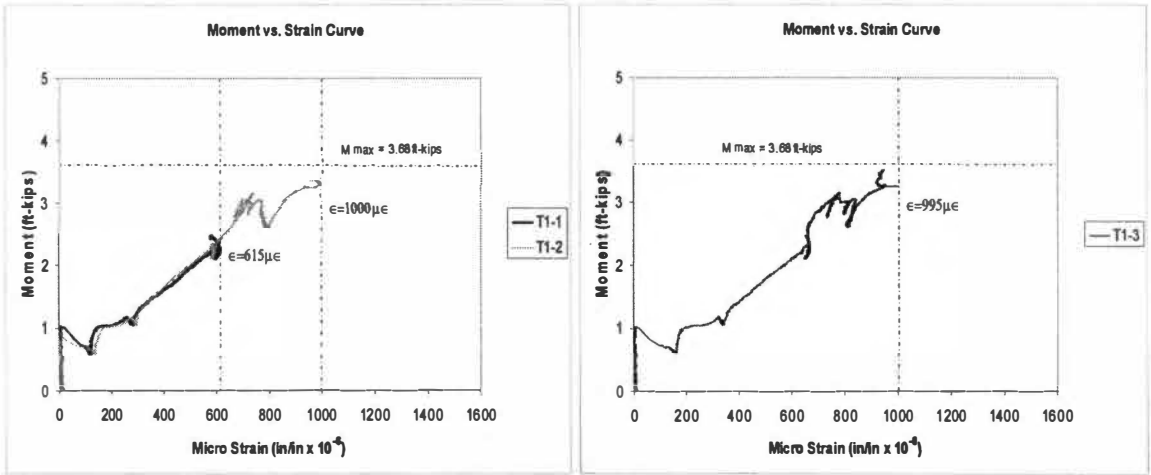 Moment vs. Strain Curve
Moment (ft-kips)
5
4
3
2
1
0
M max = 3.68ft-kips
ϵ=1000µϵ
ϵ=615µϵ
T1-1
T1-2
0 200 400 600 800 1000 1200 1400 1600
Micro Strain (in/in x 10⁻⁶)
Moment vs. Strain Curve
Moment (ft-kips)
5
4
3
2
1
0
M max = 3.68ft-kips
ϵ=995µϵ
T1-3
0 200 400 600 800 1000 1200 1400 1600
Micro Strain (in/in x 10⁻⁶)